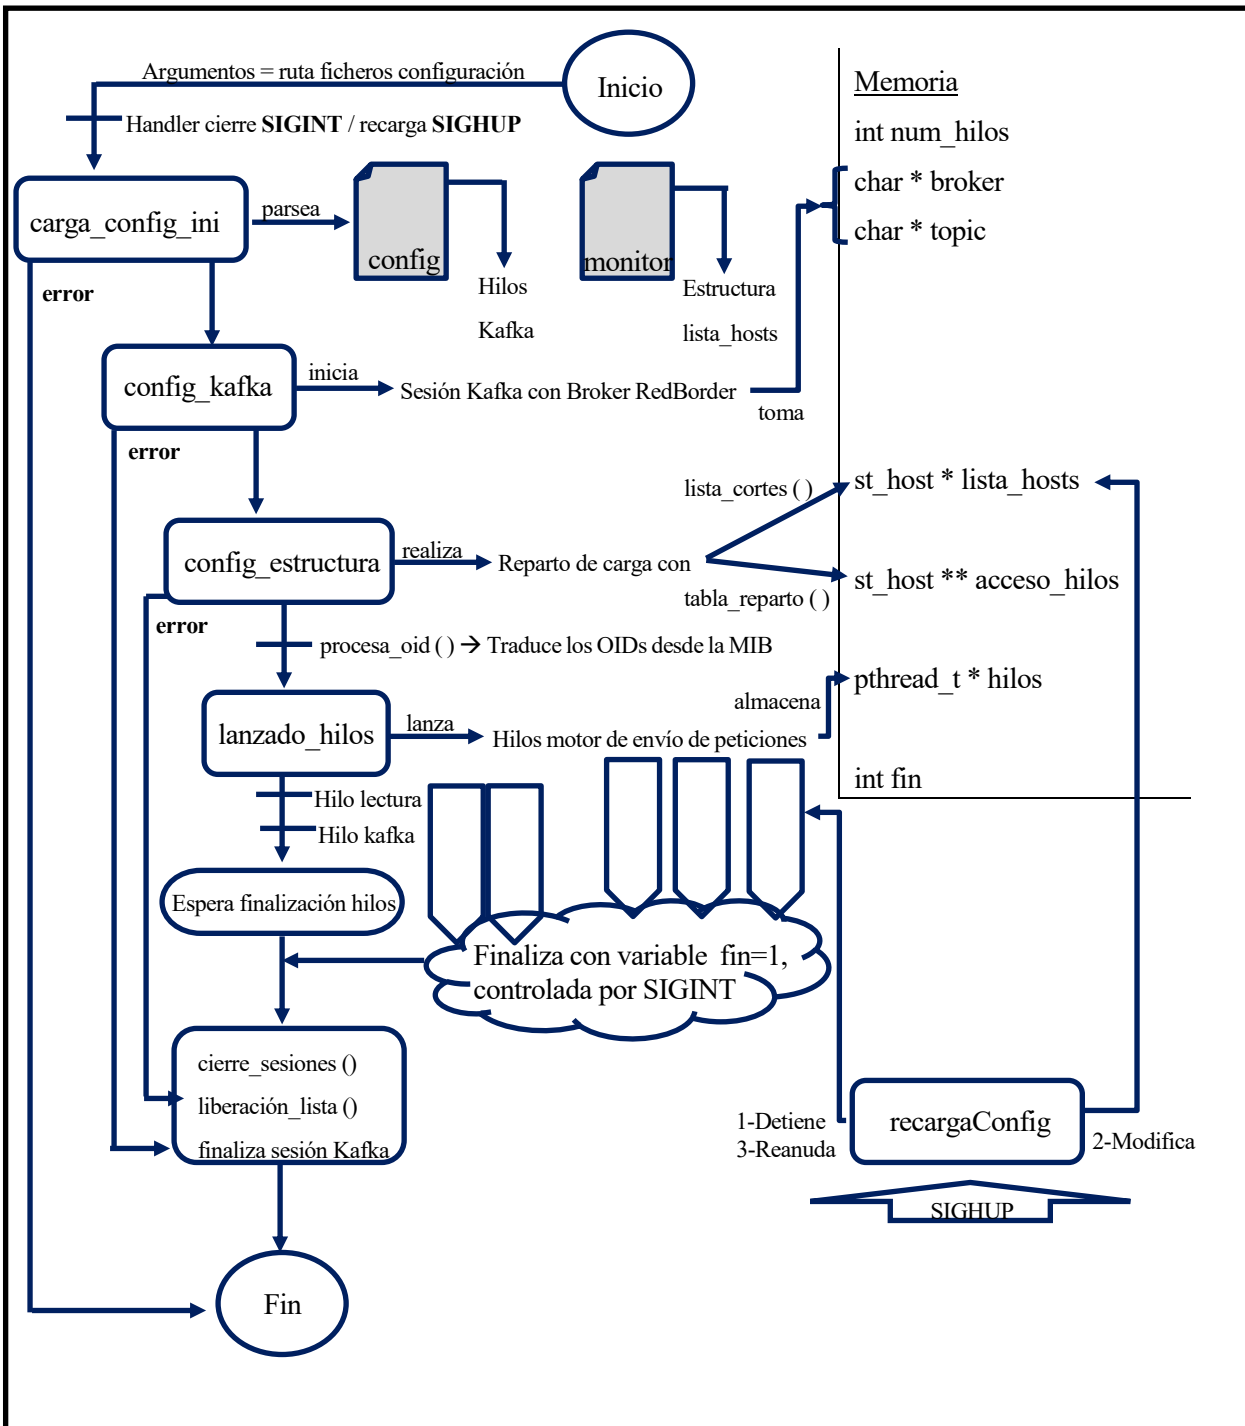 Inicio
Argumentos = ruta ficheros configuración
Handler cierre SIGINT / recarga SIGHUP
Memoria
int num_hilos
char * broker
char * topic
carga_config_ini
parsea
config
monitor
Hilos
Kafka
Estructura
lista_hosts
error
config_kafka
inicia
Sesión Kafka con Broker RedBorder
toma
error
lista_cortes ( )
st_host * lista_hosts
config_estructura
realiza
Reparto de carga con
tabla_reparto ( )
st_host ** acceso_hilos
error
procesa_oid ( ) → Traduce los OIDs desde la MIB
almacena
pthread_t * hilos
lanzado_hilos
lanza
Hilos motor de envío de peticiones
int fin
Hilo lectura
Hilo kafka
Espera finalización hilos
Finaliza con variable fin=1,
controlada por SIGINT
cierre_sesiones ()
liberación_lista ()
finaliza sesión Kafka
1-Detiene
3-Reanuda
recargaConfig
2-Modifica
SIGHUP
Fin